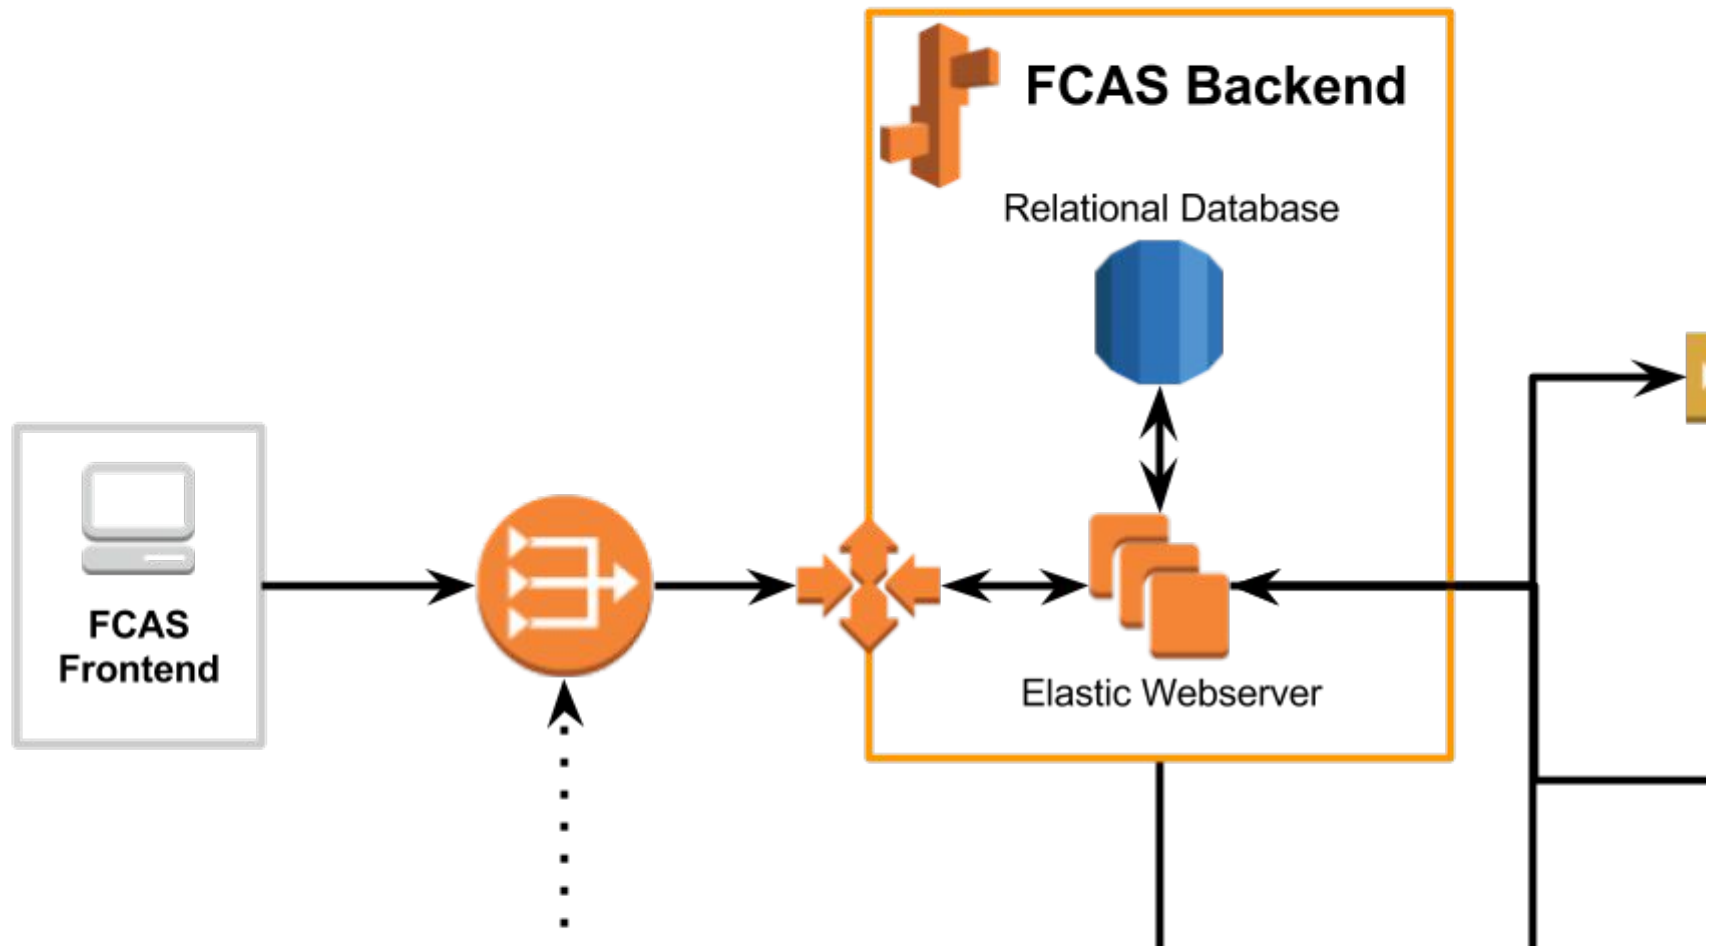 FCAS Backend
Relational Database
FCAS
Frontend
Elastic Webserver